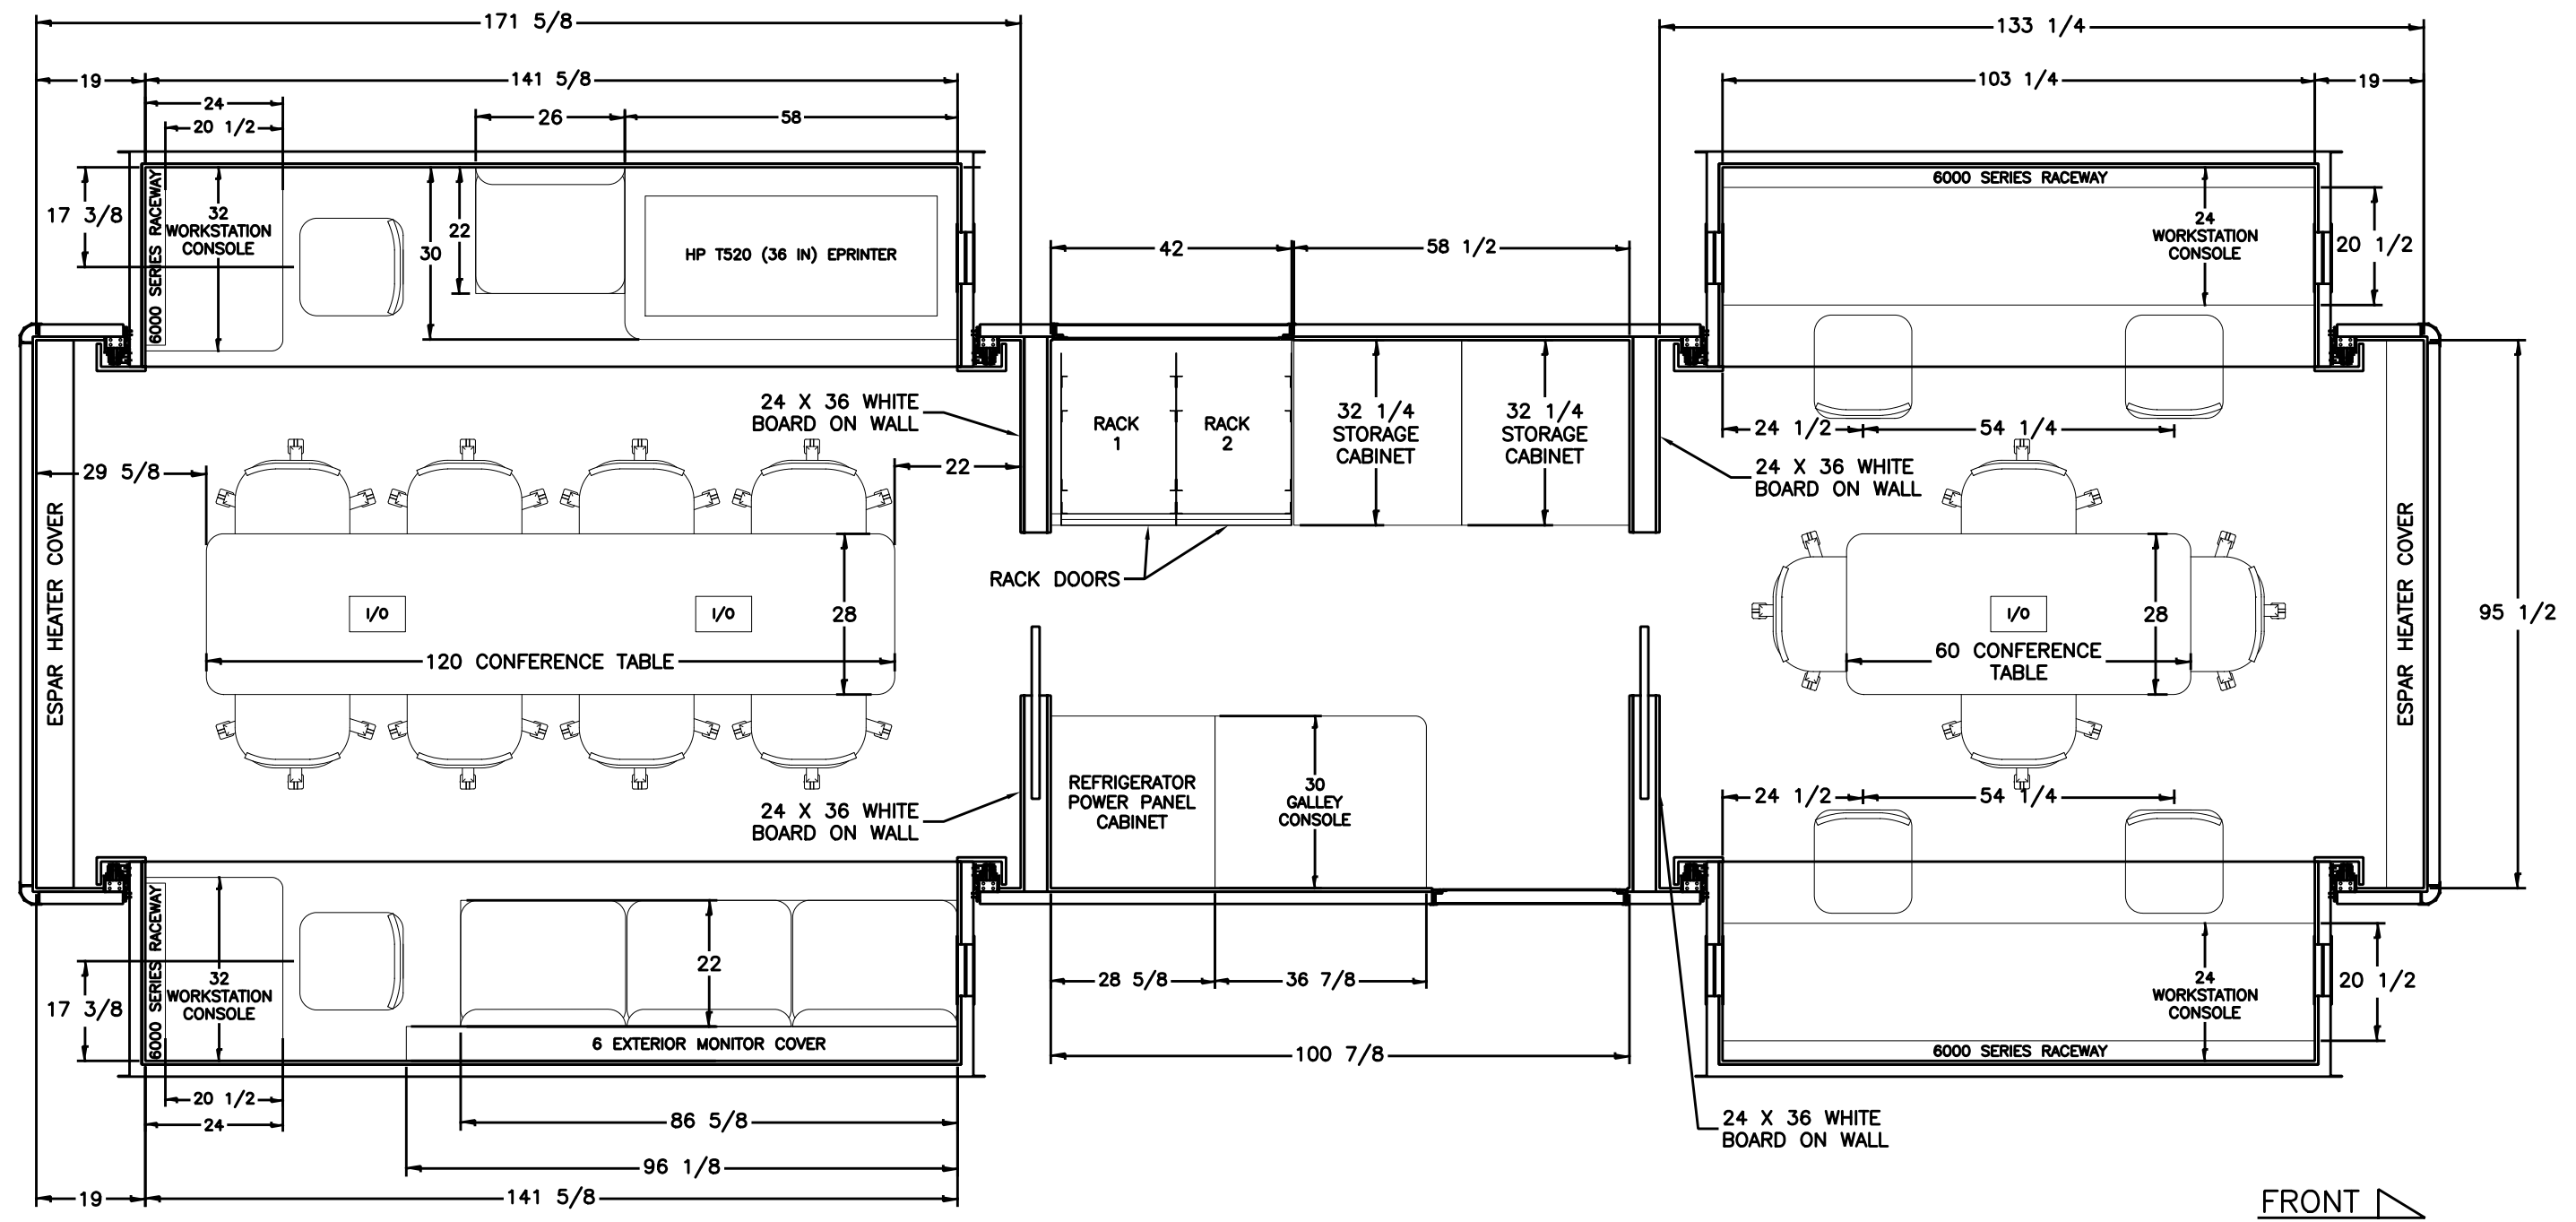 171 5/8
133 1/4
19
141 5/8
103 1/4
19
24
20 1/2
26
58
17 3/8
6000 SERIES RACEWAY
32
WORKSTATION
CONSOLE
22
30
HP T520 (36 IN) EPRINTER
42
58 1/2
6000 SERIES RACEWAY
24
WORKSTATION
CONSOLE
20 1/2
24 X 36 WHITE
BOARD ON WALL
RACK
1
RACK
2
32 1/4
STORAGE
CABINET
32 1/4
STORAGE
CABINET
24 1/2
54 1/4
24 X 36 WHITE
BOARD ON WALL
29 5/8
22
ESPAR HEATER COVER
RACK DOORS
I/O
I/O
28
120 CONFERENCE TABLE
I/O
28
60 CONFERENCE
TABLE
ESPAR HEATER COVER
95 1/2
24 X 36 WHITE
BOARD ON WALL
REFRIGERATOR
POWER PANEL
CABINET
30
GALLEY
CONSOLE
24 1/2
54 1/4
17 3/8
6000 SERIES RACEWAY
32
WORKSTATION
CONSOLE
22
6 EXTERIOR MONITOR COVER
28 5/8
36 7/8
24
WORKSTATION
CONSOLE
20 1/2
6000 SERIES RACEWAY
100 7/8
20 1/2
24
86 5/8
96 1/8
24 X 36 WHITE
BOARD ON WALL
19
141 5/8
FRONT